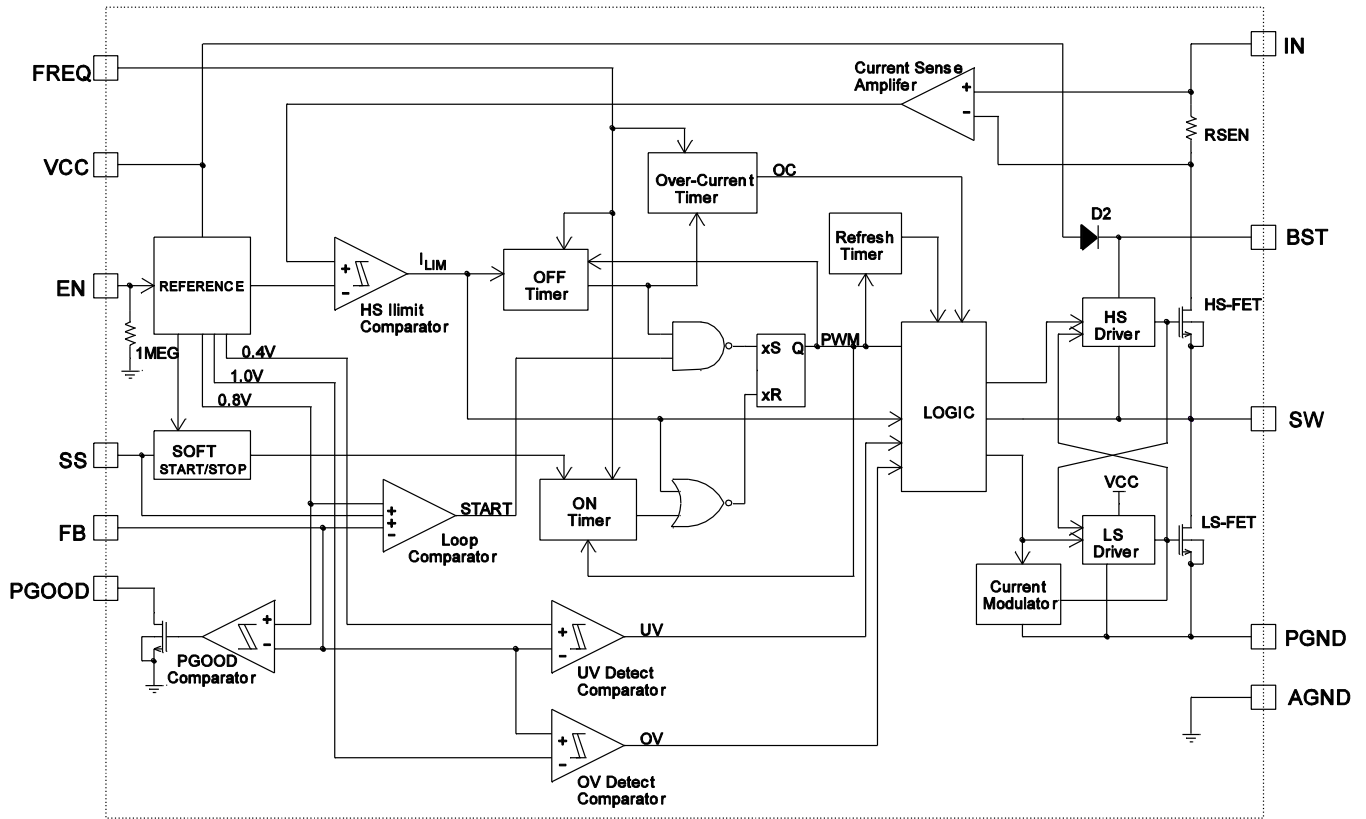 IN
FREQ
Current Sense
Amplifer
+
-
RSEN
VCC
OC
Over-Current
Timer
D2
BST
Refresh
Timer
EN
REFERENCE
+
-
ILIM
HS Ilimit
Comparator
OFF
Timer
HS
Driver
HS-FET
1MEG
0.4V
1.0V
0.8V
xS
Q
PWM
xR
LOGIC
SW
SS
SOFT
START/STOP
+
+
-
START
Loop
Comparator
ON
Timer
VCC
LS
Driver
LS-FET
FB
PGOOD
Current
Modulator
+
-
PGOOD
Comparator
+
-
UV
UV Detect
Comparator
PGND
AGND
+
-
OV
OV Detect
Comparator